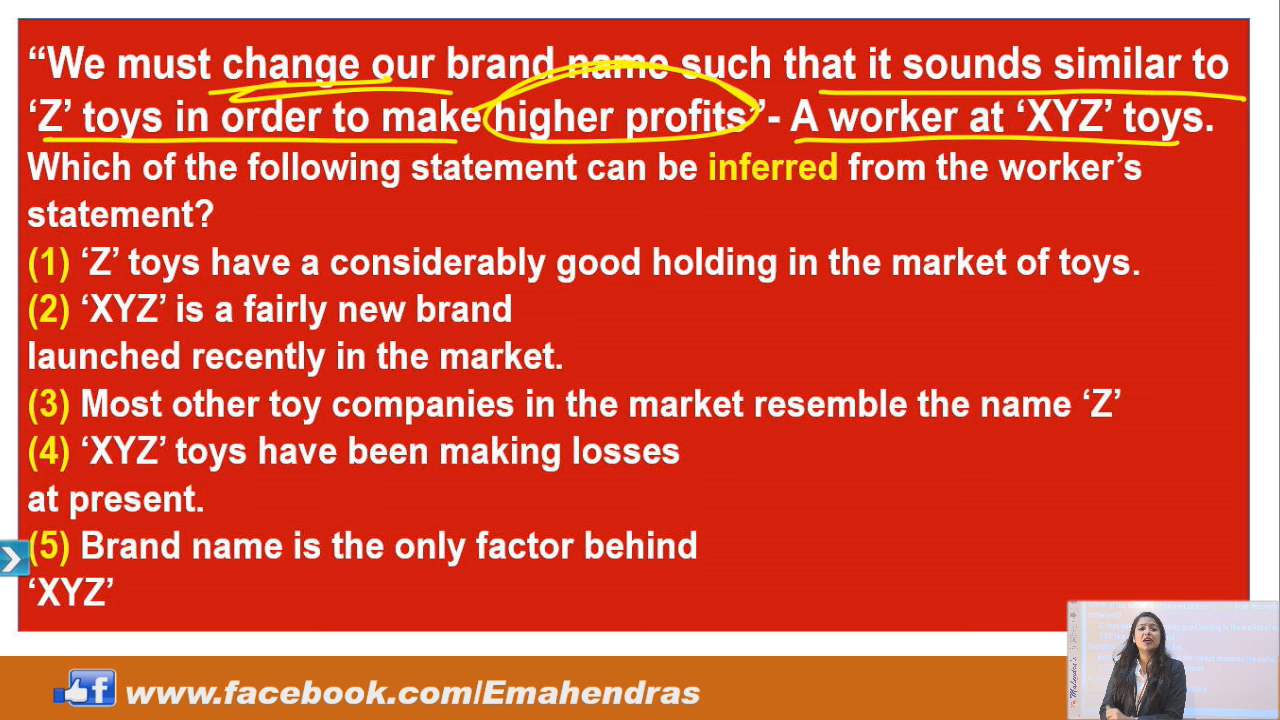 “We must change our brand name such that it sounds similar to
‘Z’ toys in order to make higher profits.”- A worker at ‘XYZ’ toys.
Which of the following statement can be inferred from the worker’s
statement?
(1) ‘Z’ toys have a considerably good holding in the market of toys.
(2) ‘XYZ’ is a fairly new brand
launched recently in the market.
(3) Most other toy companies in the market resemble the name ‘Z’
(4) ‘XYZ’ toys have been making losses
at present.
(5) Brand name is the only factor behind
‘XYZ’
f www.facebook.com/Emahendras